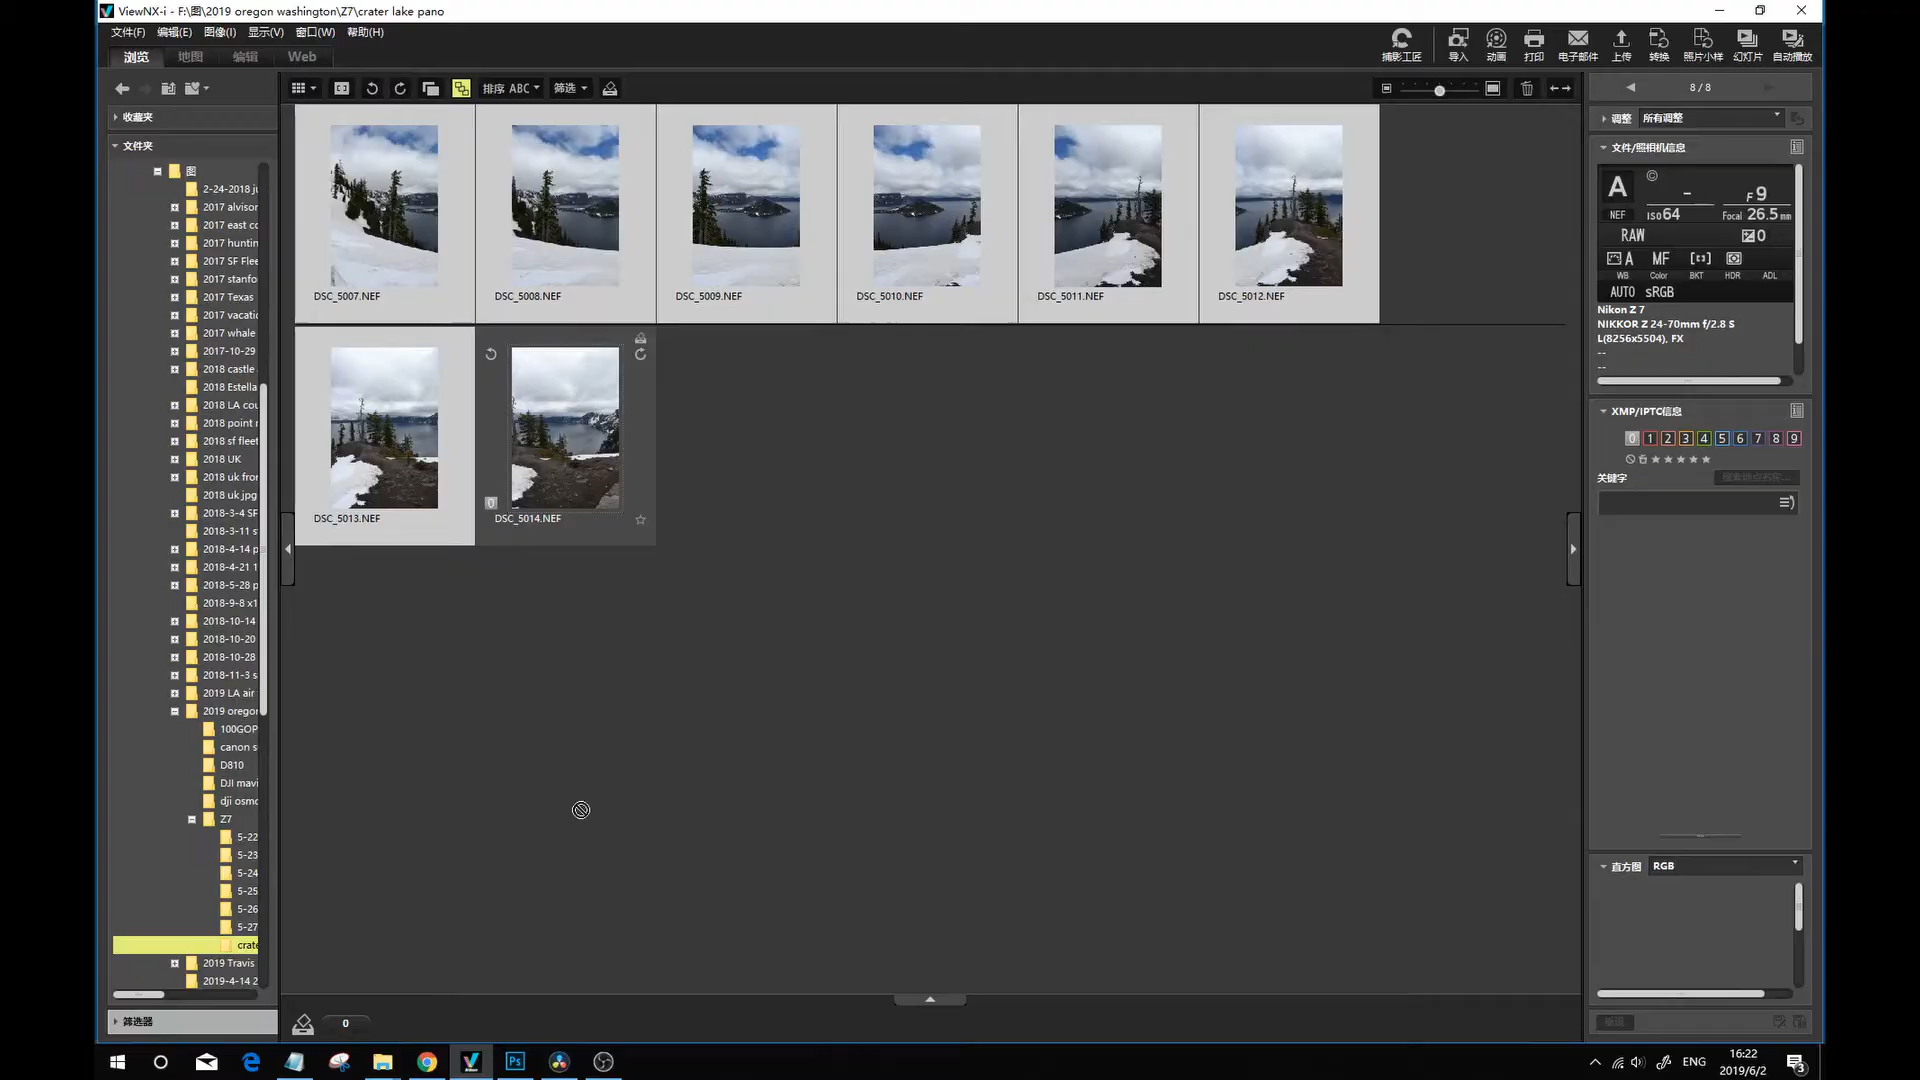 ViewNX-i - F:\图\2019 oregon washington\Z7\crater lake pano
文件(F) 编辑(E) 图像(I) 显示(V) 窗口(W) 帮助(H)
浏览 地图 编辑 Web
捕影工匠 导入 动画 打印 电子邮件 上传 转换 照片小样 幻灯片 自动播放
排序 ABC 筛选
8 / 8
收藏夹
文件夹
图
2-24-2018 ju
2017 alvisor
2017 east co
2017 huntin
2017 SF Flee
2017 stanfo
2017 Texas
2017 vacatio
2017 whale
2017-10-29
2018 castle
2018 Estella
2018 LA cou
2018 point r
2018 sf fleet
2018 UK
2018 uk fror
2018 uk jpg
2018-3-4 SF
2018-3-11 s
2018-4-14 p
2018-4-21 1
2018-5-28 p
2018-9-8 x1
2018-10-14
2018-10-20
2018-10-28
2018-11-3 s
2019 LA air
2019 oregor
100GOP
canon s
D810
DJI mavi
dji osmo
Z7
5-22
5-23
5-24
5-25
5-26
5-27
crate
2019 Travis
2019-4-14 2
筛选器
DSC_5007.NEF
DSC_5008.NEF
DSC_5009.NEF
DSC_5010.NEF
DSC_5011.NEF
DSC_5012.NEF
DSC_5013.NEF
0
DSC_5014.NEF
0
调整 所有调整
文件/照相机信息
A © - F9
NEF ISO 64 Focal 26.5 mm
RAW 0
A MF
WB Color BKT HDR ADL
AUTO sRGB
Nikon Z 7
NIKKOR Z 24-70mm f/2.8 S
L(8256x5504), FX
--
--
XMP/IPTC信息
0 1 2 3 4 5 6 7 8 9
关键字
直方图 RGB
Ps
ENG
16:22
2019/6/2
3